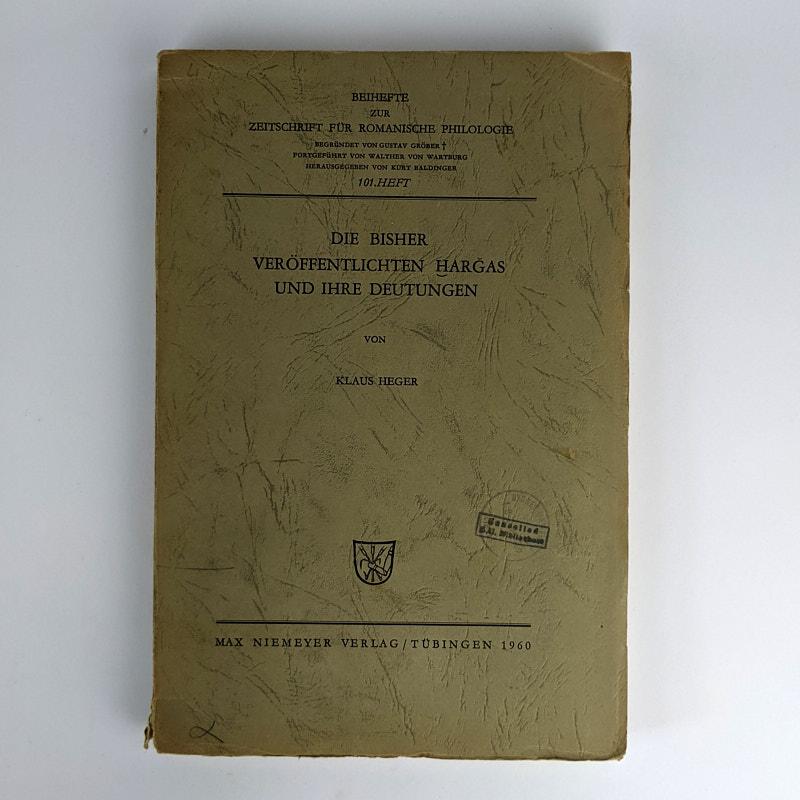 BEIHEFTE
ZUR
ZEITSCHRIFT FÜR ROMANISCHE PHILOLOGIE
BEGRÜNDET VON GUSTAV GRÖBER †
FORTGEFÜHRT VON WALTHER VON WARTBURG
HERAUSGEGEBEN VON KURT BALDINGER
101. HEFT
DIE BISHER
VERÖFFENTLICHTEN ḪARǦAS
UND IHRE DEUTUNGEN
VON
KLAUS HEGER
Cancelled
MAX NIEMEYER VERLAG / TÜBINGEN 1960